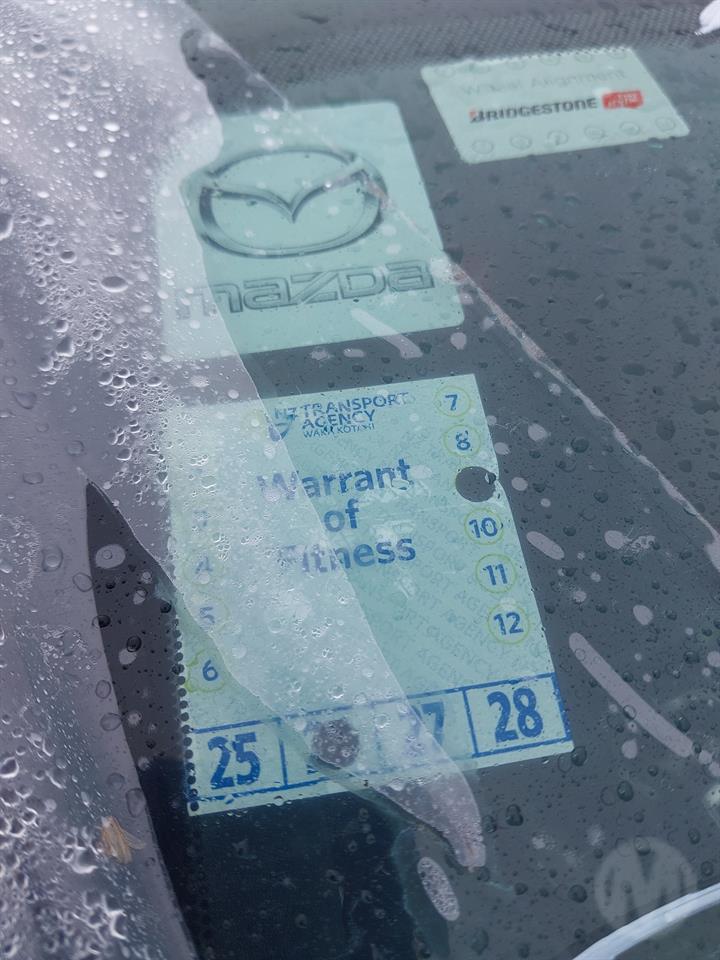 Wheel Alignment
BRIDGESTONE
mazda
NZ TRANSPORT
AGENCY
WAKA KOTAHI
Warrant
of
Fitness
7
8
10
11
12
3
4
5
6
25
27
28
M